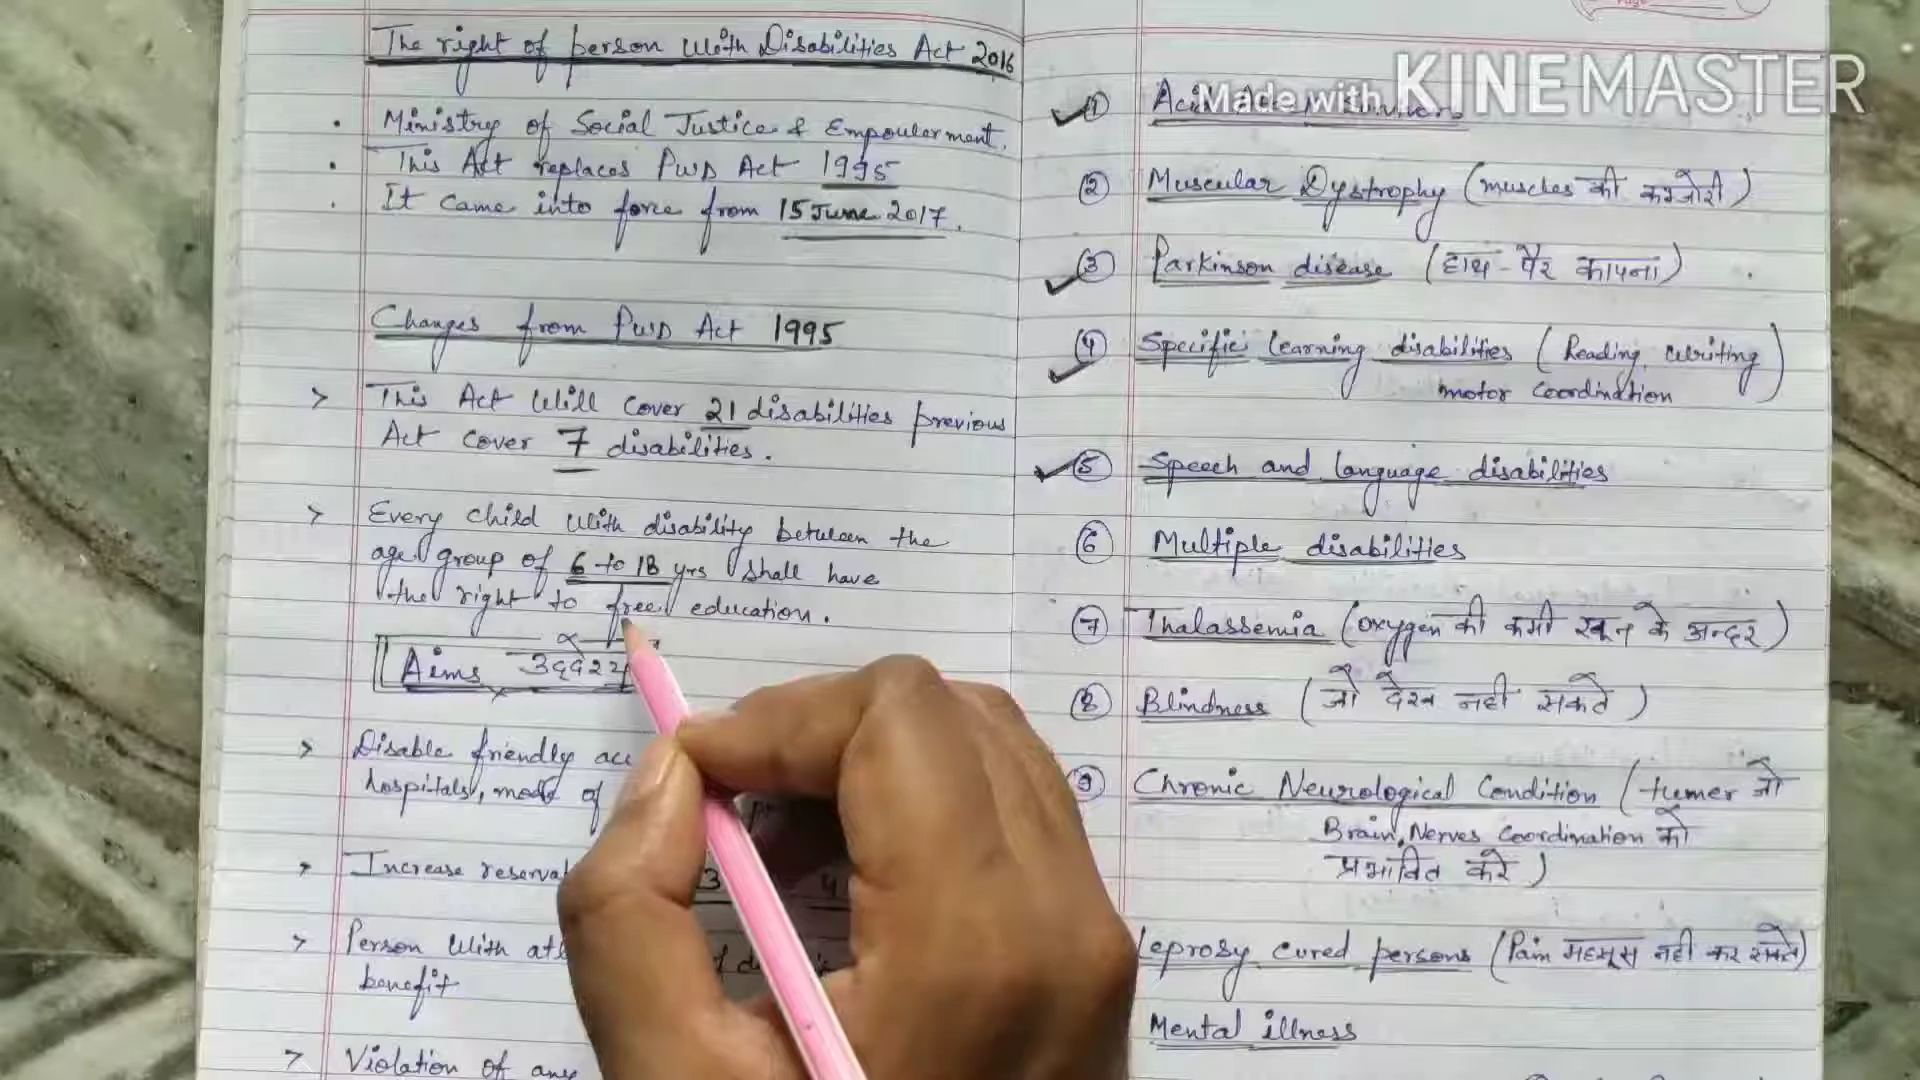 The right of person with Disabilities Act 2016
Ministry of Social Justice & Empowerment.
This Act replaces PWD Act 1995
It came into force from 15 June 2017.
Changes from PWD Act 1995
This Act will cover 21 disabilities previous
Act cover 7 disabilities.
Every child with disability between the
age group of 6 to 18 yrs shall have
the right to free education.
Aims
Disable friendly
hospitals, mode of
Increase
3 4
Person with
benefit
Violation of any
Made with KINEMASTER
1
2 Muscular Dystrophy (muscles की कमजोरी)
3 Parkinson disease (हाथ-पैर कापना)
4 Specific learning disabilities (Reading, writing
motor coordination)
5 Speech and language disabilities
6 Multiple disabilities
7 Thalassemia (oxygen की कमी खून के अन्दर)
8 Blindness (जो देख नही सकते)
9 Chronic Neurological Condition (tumer जो
Brain, Nerves coordination को
प्रभावित करे)
Leprosy cured persons (Pain महसूस नही कर सकते)
Mental illness